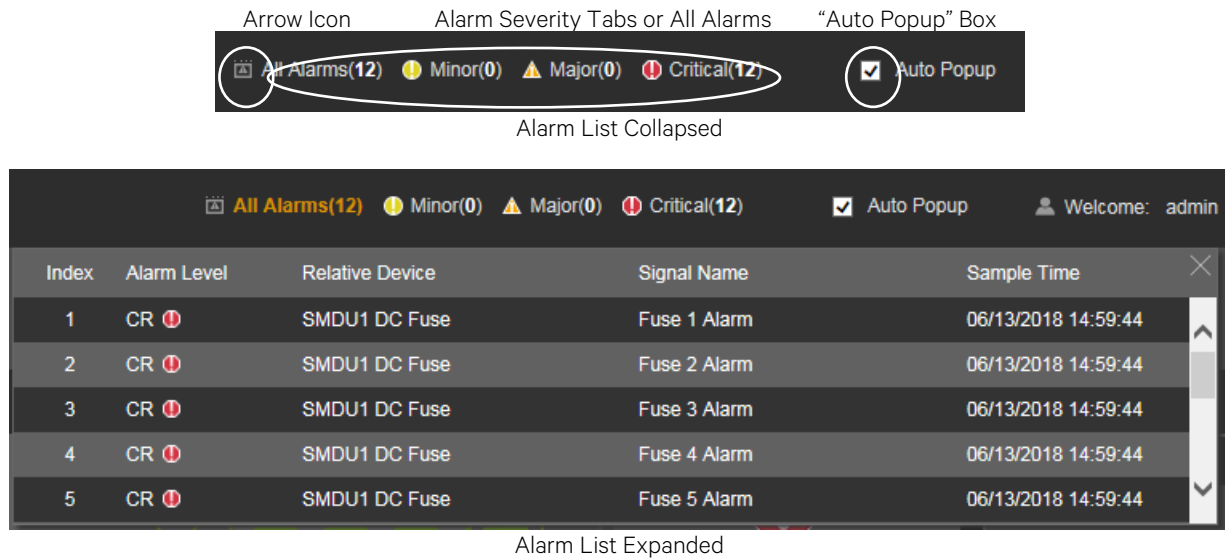 Arrow Icon Alarm Severity Tabs or All Alarms “Auto Popup” Box
All Alarms(12) Minor(0) Major(0) Critical(12) Auto Popup
Alarm List Collapsed
All Alarms(12) Minor(0) Major(0) Critical(12) Auto Popup Welcome: admin
Index Alarm Level Relative Device Signal Name Sample Time
1 CR SMDU1 DC Fuse Fuse 1 Alarm 06/13/2018 14:59:44
2 CR SMDU1 DC Fuse Fuse 2 Alarm 06/13/2018 14:59:44
3 CR SMDU1 DC Fuse Fuse 3 Alarm 06/13/2018 14:59:44
4 CR SMDU1 DC Fuse Fuse 4 Alarm 06/13/2018 14:59:44
5 CR SMDU1 DC Fuse Fuse 5 Alarm 06/13/2018 14:59:44
Alarm List Expanded